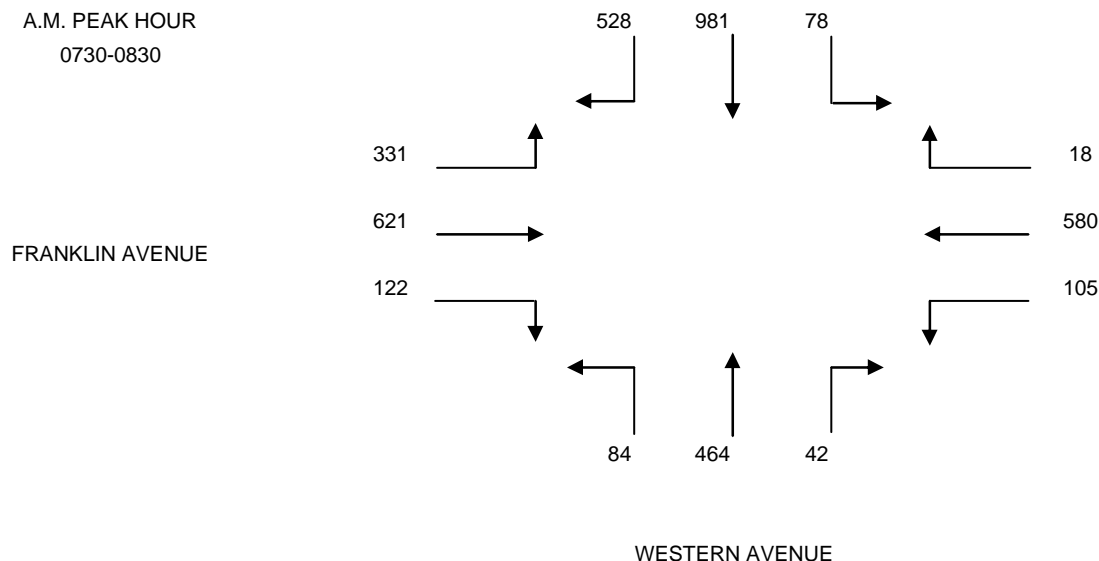 A.M. PEAK HOUR
528 981 78
0730-0830
331 18
621 580
FRANKLIN AVENUE
122 105
84 464 42
WESTERN AVENUE